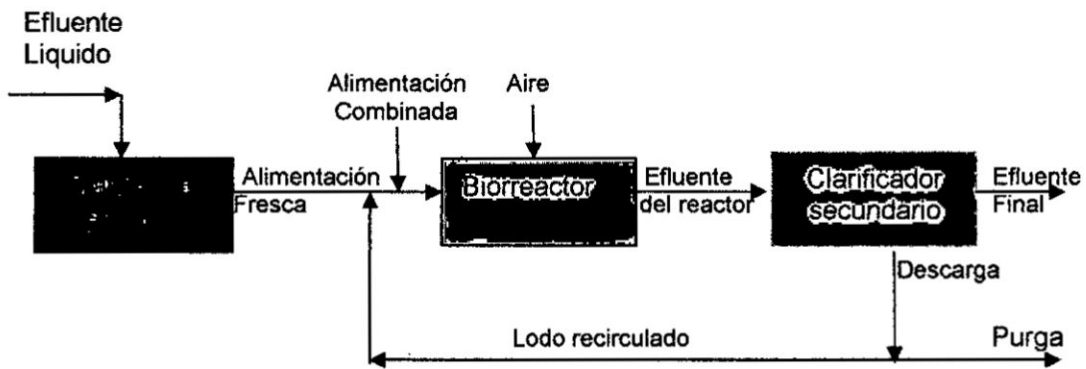 Efluente
Liquido
Alimentación
Combinada
Aire
Alimentación
Fresca
Biorreactor
Efluente
del reactor
Clarificador
secundario
Efluente
Final
Descarga
Lodo recirculado
Purga